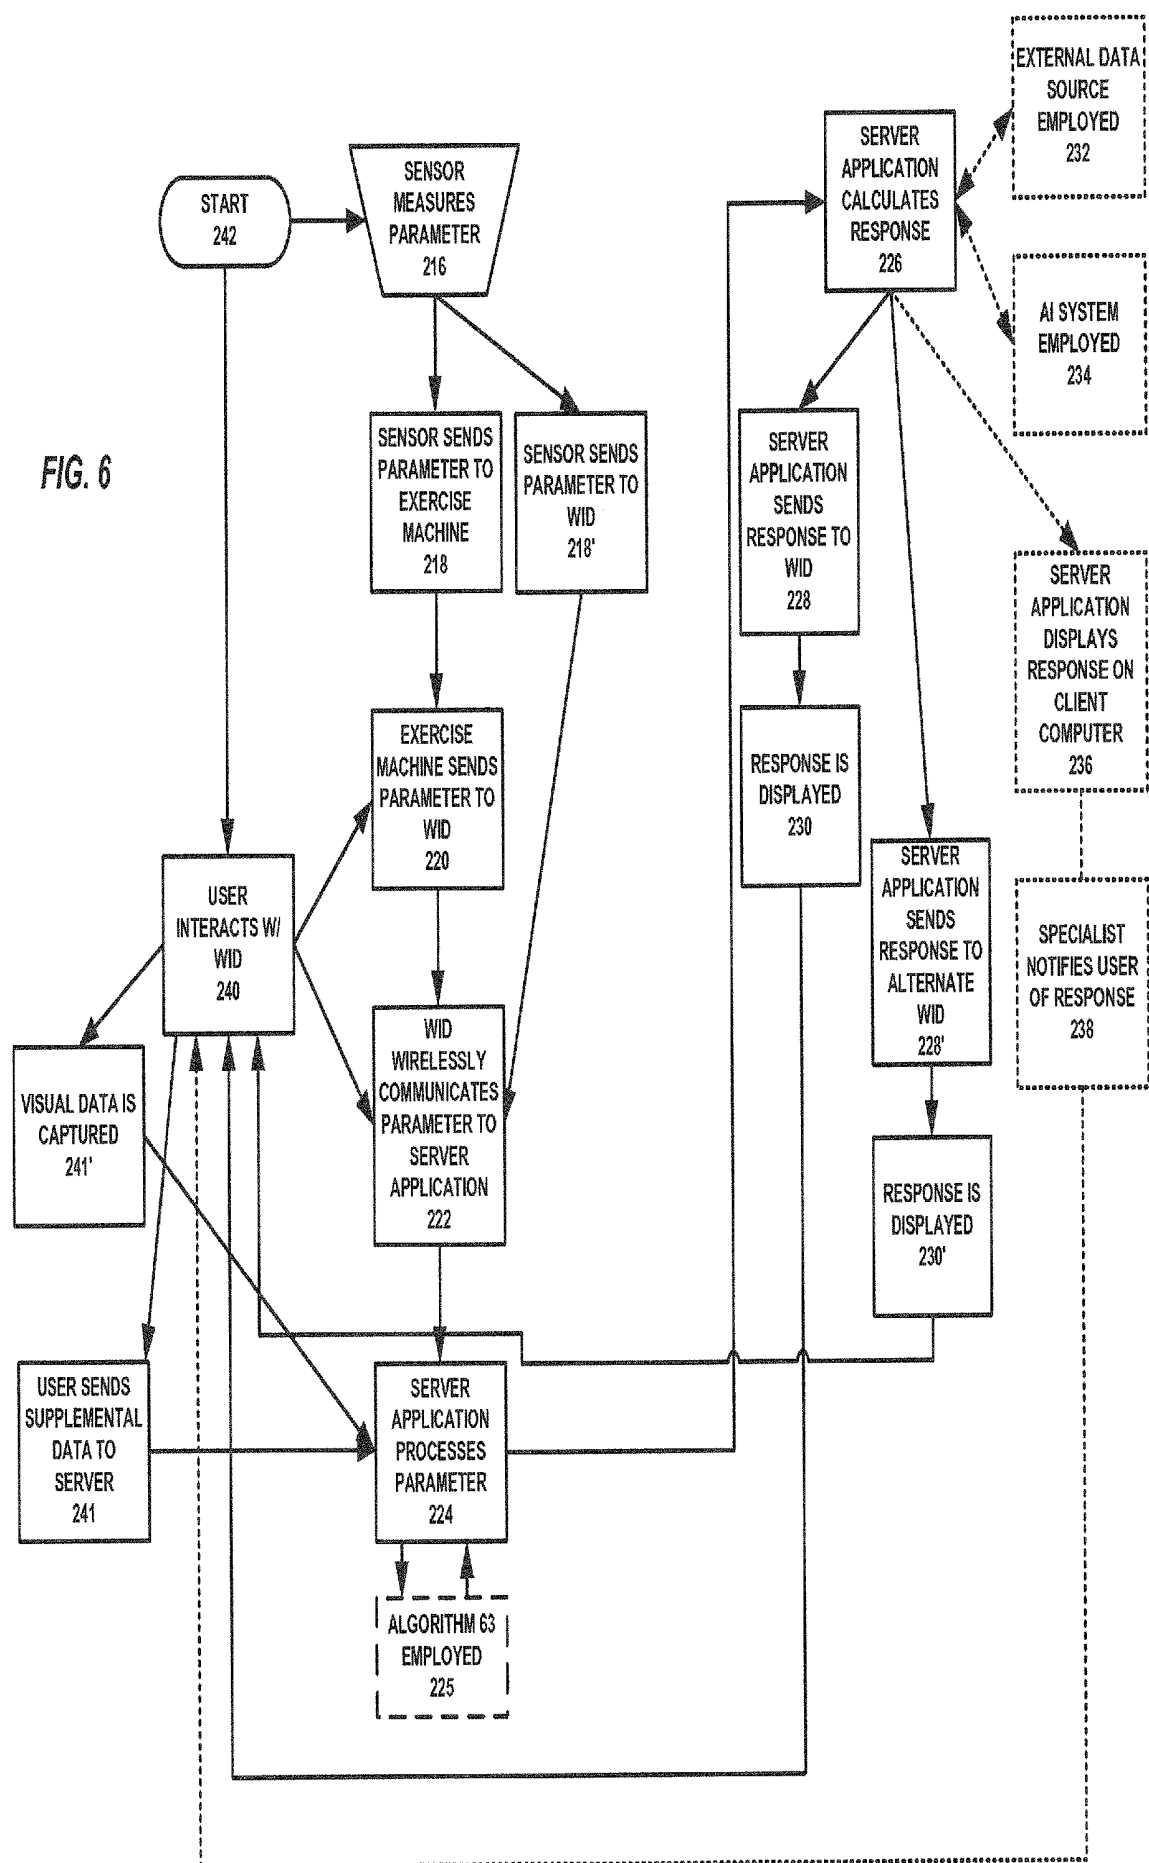 EXTERNAL DATA
SOURCE
EMPLOYED
232
SERVER
APPLICATION
CALCULATES
RESPONSE
226
SENSOR
MEASURES
PARAMETER
216
START
242
AI SYSTEM
EMPLOYED
234
FIG. 6
SENSOR SENDS
PARAMETER TO
EXERCISE
MACHINE
218
SENSOR SENDS
PARAMETER TO
WID
218'
SERVER
APPLICATION
SENDS
RESPONSE TO
WID
228
SERVER
APPLICATION
DISPLAYS
RESPONSE ON
CLIENT
COMPUTER
236
EXERCISE
MACHINE SENDS
PARAMETER TO
WID
220
RESPONSE IS
DISPLAYED
230
SERVER
APPLICATION
SENDS
RESPONSE TO
ALTERNATE
WID
228'
USER
INTERACTS W/
WID
240
SPECIALIST
NOTIFIES USER
OF RESPONSE
238
WID
WIRELESSLY
COMMUNICATES
PARAMETER TO
SERVER
APPLICATION
222
VISUAL DATA IS
CAPTURED
241'
RESPONSE IS
DISPLAYED
230'
USER SENDS
SUPPLEMENTAL
DATA TO
SERVER
241
SERVER
APPLICATION
PROCESSES
PARAMETER
224
ALGORITHM 63
EMPLOYED
225